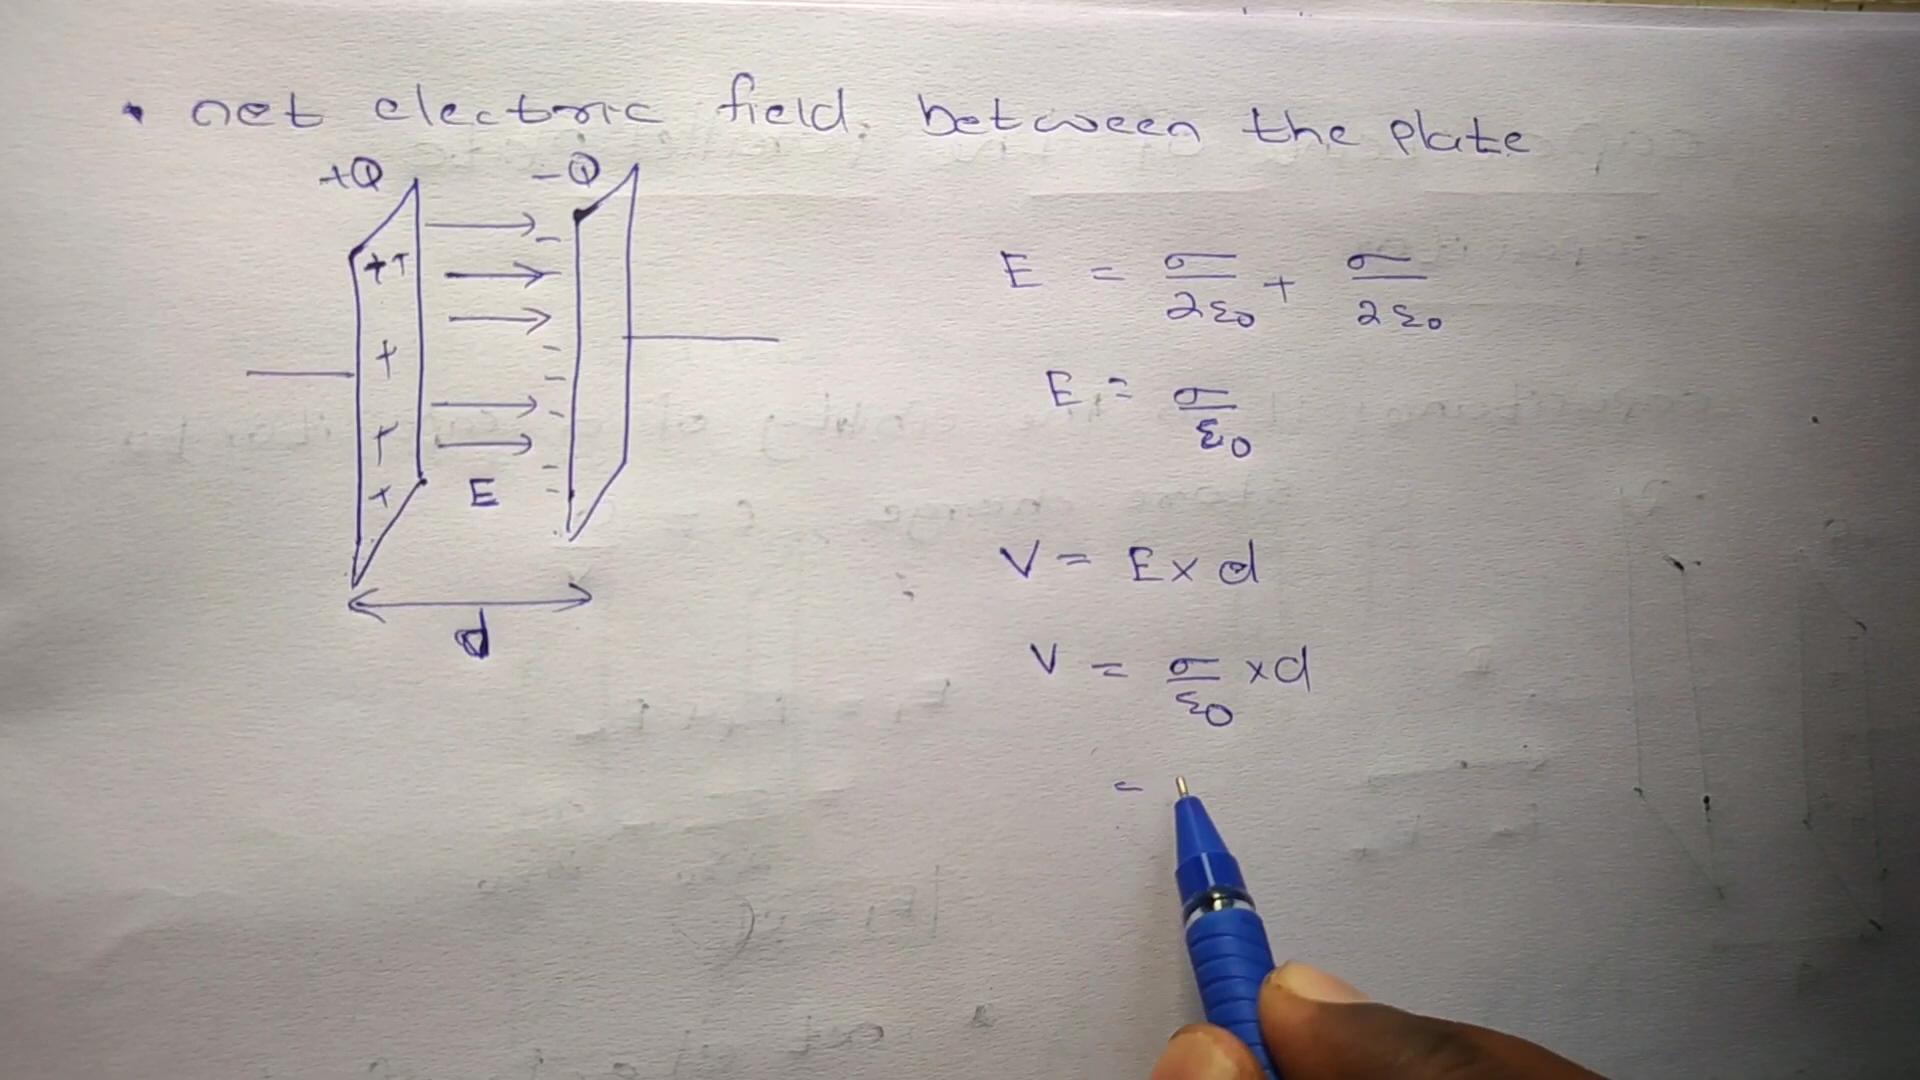 • net electric field between the plate
+Q -Q
++
+
+
+
E
d
E = σ/2ε0 + σ/2ε0
E = σ/ε0
V = E × d
V = σ/ε0 × d
=